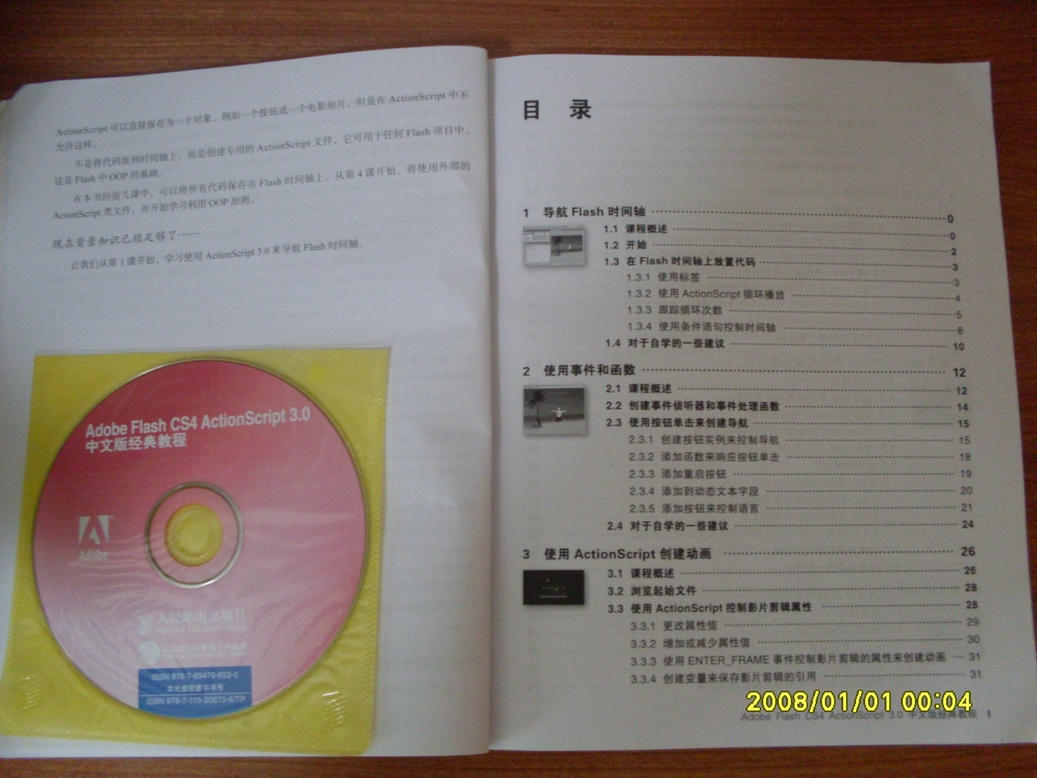 ActionScript 可以直接保存为一个对象，例如一个按钮或一个电影短片，但是在 ActionScript 中不
允许这样。
不是将代码放到时间轴上，而是创建专用的 ActionScript 文件，它可用于任何 Flash 项目中。
这是 Flash 中 OOP 的基础。
在本书的前几课中，可以将所有代码保存在 Flash 时间轴上。从第 4 课开始，将使用外部的
ActionScript 类文件，并开始学习利用 OOP 原则。
现在背景知识已经足够了……
让我们从第 1 课开始，学习使用 ActionScript 3.0 来导航 Flash 时间轴。
Adobe Flash CS4 ActionScript 3.0
中文版经典教程
Adobe
人民邮电出版社
ISBN 978-7-89479-653-0
本光盘配套书书号
ISBN 978-7-115-20673-6/TP
目 录
1 导航 Flash 时间轴 0
1.1 课程概述 0
1.2 开始 2
1.3 在 Flash 时间轴上放置代码 3
1.3.1 使用标签 3
1.3.2 使用 ActionScript 循环播放 4
1.3.3 跟踪循环次数 5
1.3.4 使用条件语句控制时间轴 8
1.4 对于自学的一些建议 10
2 使用事件和函数 12
2.1 课程概述 12
2.2 创建事件侦听器和事件处理函数 14
2.3 使用按钮单击来创建导航 15
2.3.1 创建按钮实例来控制导航 15
2.3.2 添加函数来响应按钮单击 18
2.3.3 添加重启按钮 19
2.3.4 添加到动态文本字段 20
2.3.5 添加按钮来控制语言 21
2.4 对于自学的一些建议 24
3 使用 ActionScript 创建动画 26
3.1 课程概述 26
3.2 浏览起始文件 28
3.3 使用 ActionScript 控制影片剪辑属性 28
3.3.1 更改属性值 29
3.3.2 增加或减少属性值 30
3.3.3 使用 ENTER_FRAME 事件控制影片剪辑的属性来创建动画 31
3.3.4 创建变量来保存影片剪辑的引用 31
2008/01/01 00:04
Adobe Flash CS4 ActionScript 3.0 中文版经典教程 1